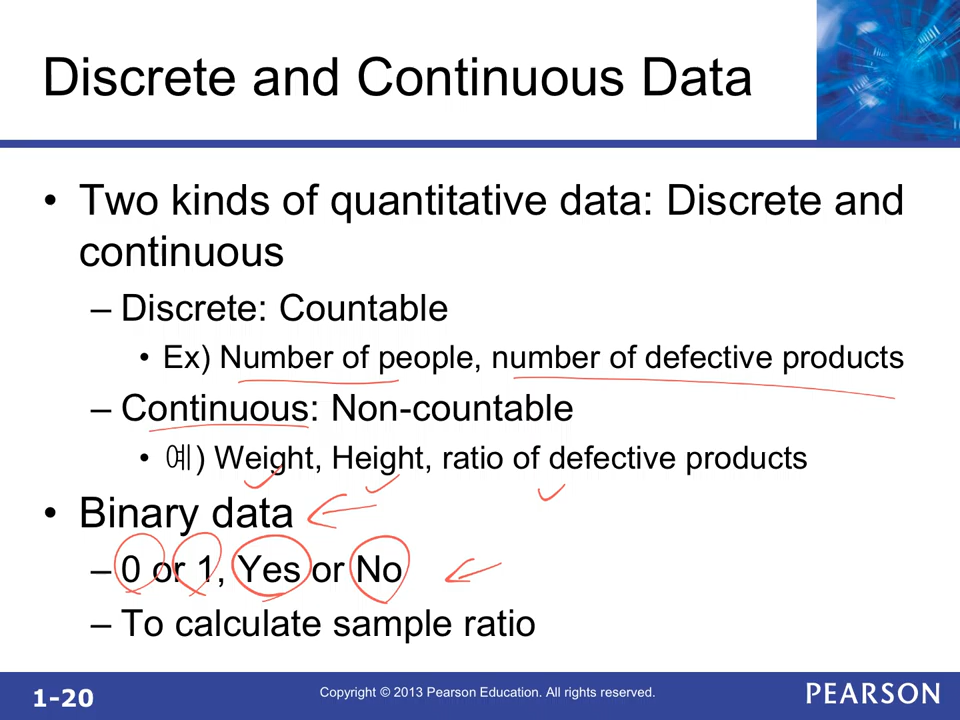 Discrete and Continuous Data
• Two kinds of quantitative data: Discrete and
continuous
– Discrete: Countable
• Ex) Number of people, number of defective products
– Continuous: Non-countable
• 예) Weight, Height, ratio of defective products
• Binary data
– 0 or 1, Yes or No
– To calculate sample ratio
1-20
Copyright © 2013 Pearson Education. All rights reserved.
PEARSON